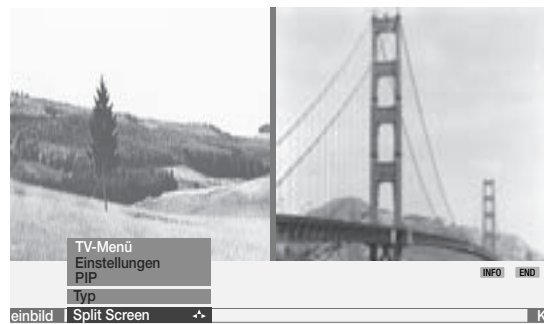 TV-Menü
Einstellungen
PIP
INFO END
Typ
einbild Split Screen K